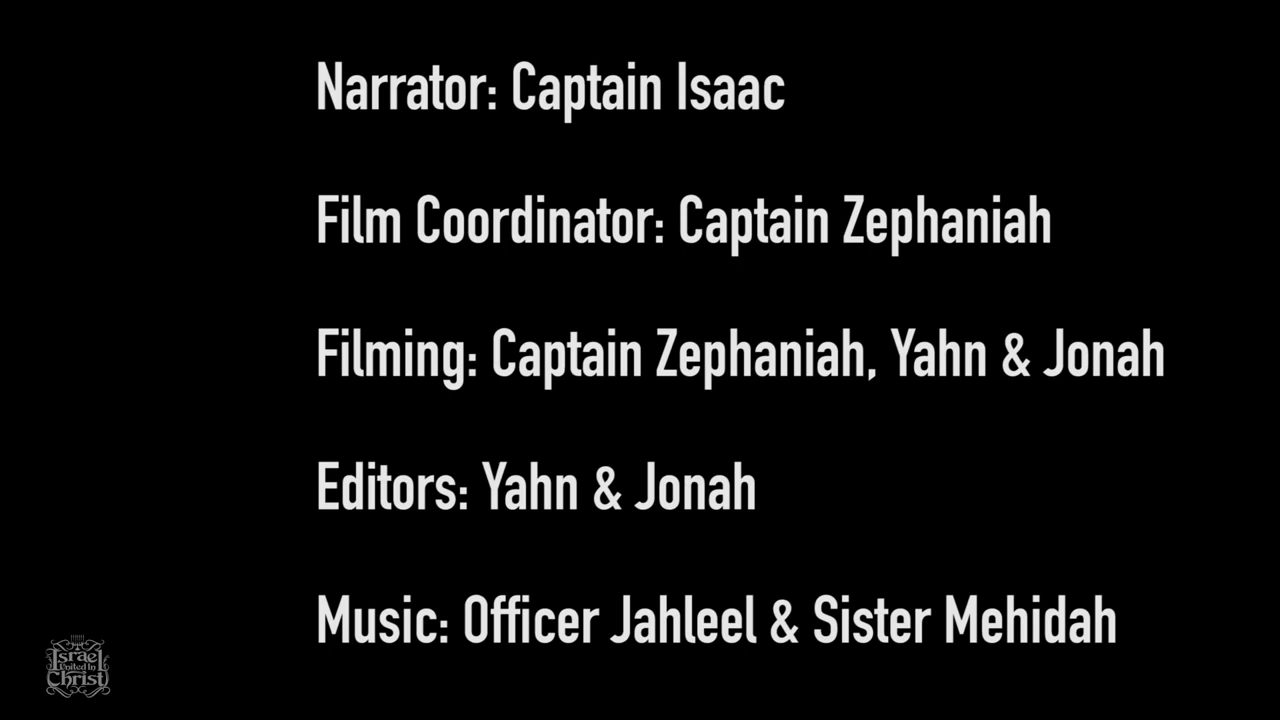 Narrator: Captain Isaac
Film Coordinator: Captain Zephaniah
Filming: Captain Zephaniah, Yahn & Jonah
Editors: Yahn & Jonah
Music: Officer Jahleel & Sister Mehidah
Israel
United In
Christ